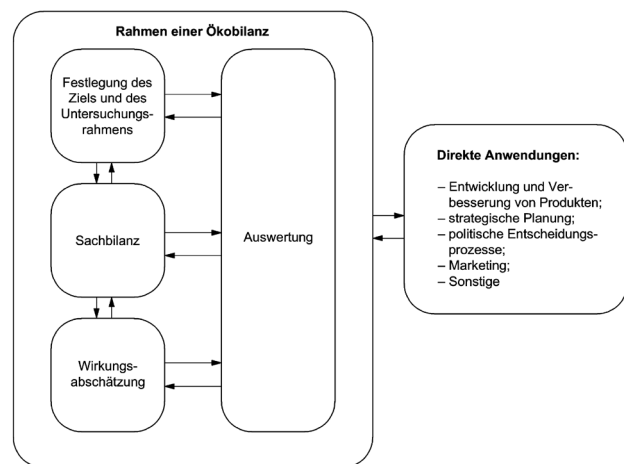 Rahmen einer Ökobilanz
Festlegung des
Ziels und des
Untersuchungs-
rahmens
Sachbilanz
Wirkungs-
abschätzung
Auswertung
Direkte Anwendungen:
– Entwicklung und Ver-
besserung von Produkten;
– strategische Planung;
– politische Entscheidungs-
prozesse;
– Marketing;
– Sonstige